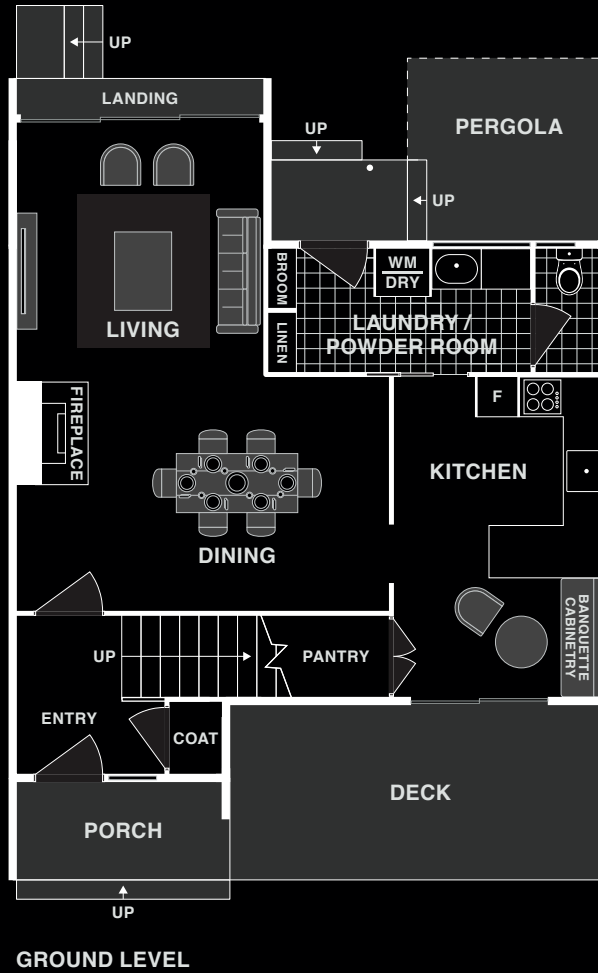 UP
LANDING
UP
PERGOLA
UP
BROOM
WM
DRY
LINEN
LAUNDRY /
POWDER ROOM
LIVING
FIREPLACE
F
KITCHEN
DINING
BANQUETTE
CABINETRY
UP
PANTRY
ENTRY
COAT
DECK
PORCH
UP
GROUND LEVEL